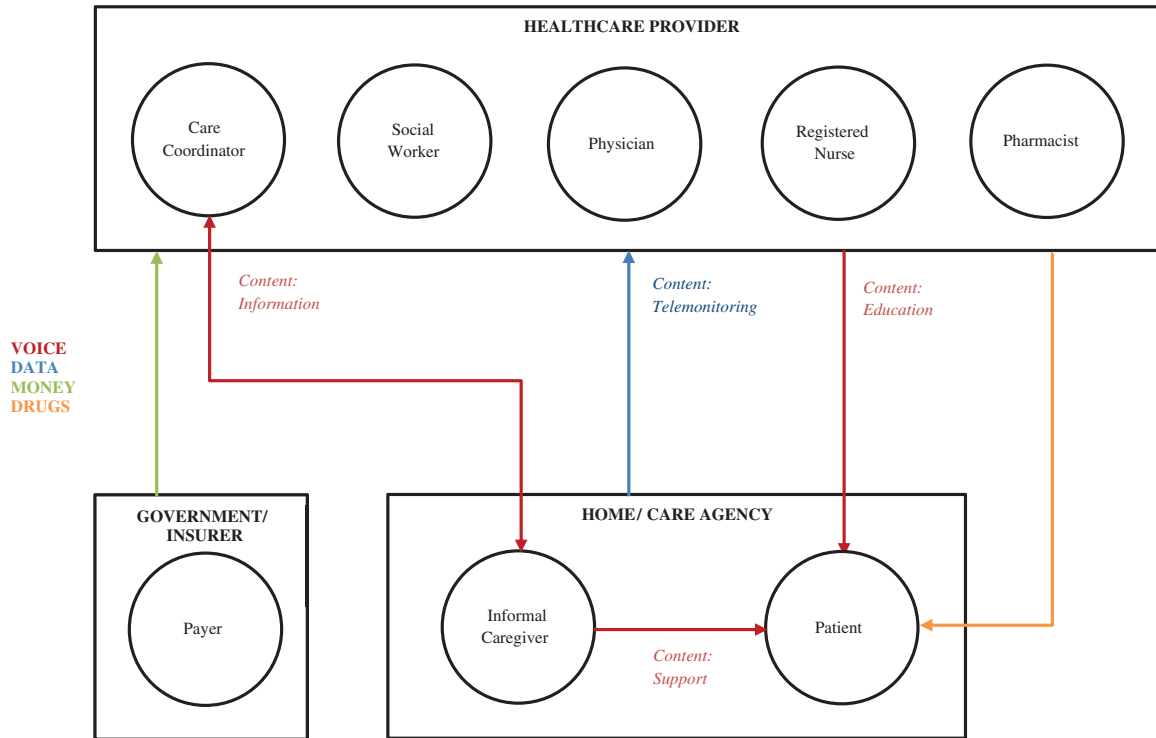 HEALTHCARE PROVIDER
Care
Coordinator
Social
Worker
Physician
Registered
Nurse
Pharmacist
Content:
Information
Content:
Telemonitoring
Content:
Education
VOICE
DATA
MONEY
DRUGS
GOVERNMENT/
INSURER
Payer
HOME/ CARE AGENCY
Informal
Caregiver
Patient
Content:
Support